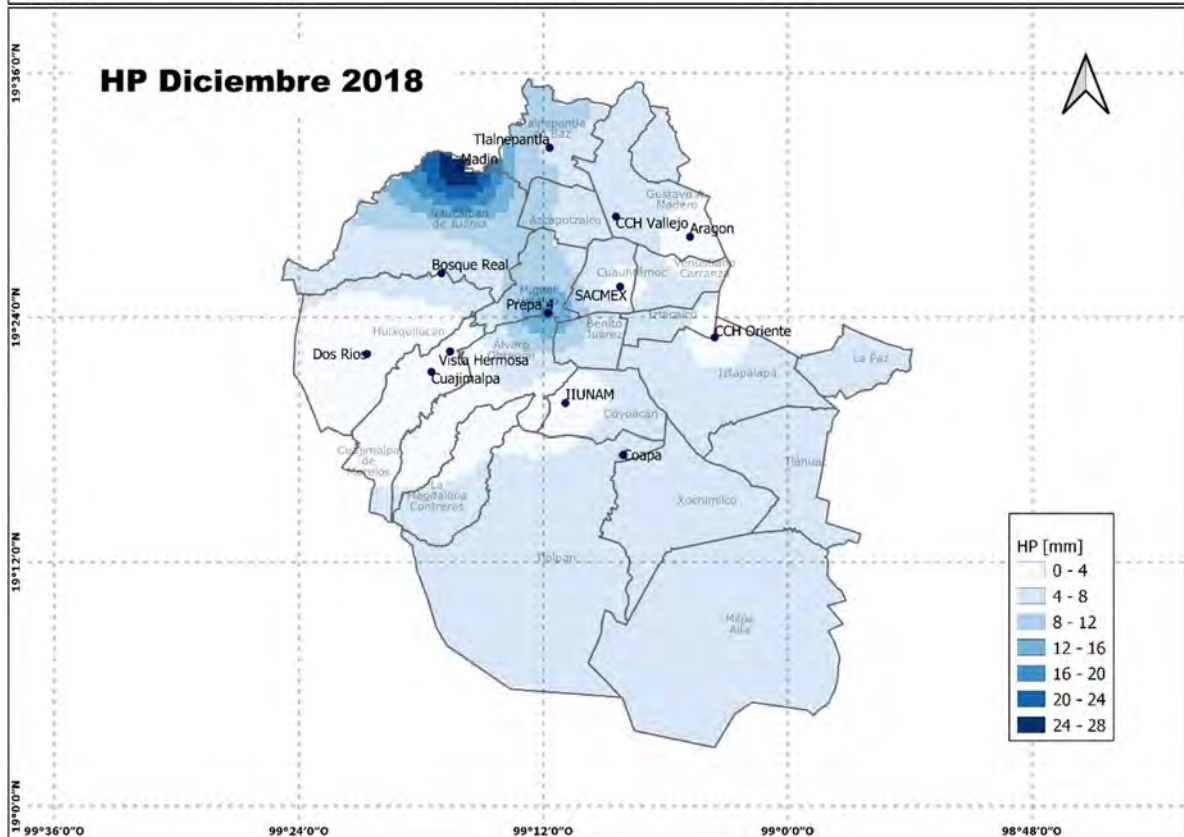 HP Diciembre 2018
19°36'0"N
19°24'0"N
19°12'0"N
19°0'0"N
99°36'0"O
99°24'0"O
99°12'0"O
99°0'0"O
98°48'0"O
Tlalnepantla
de Baz
Tlalnepantla
Madin
Naucalpan
de Juárez
Azcapotzalco
Gustavo A.
Madero
CCH Vallejo
Aragon
Bosque Real
Cuauhtémoc
Venustiano
Carranza
SACMEX
Miguel
Hidalgo
Prepa 4
Iztacalco
Benito
Juárez
CCH Oriente
Huixquilucan
Álvaro
Obregón
Dos Rios
Vista Hermosa
Cuajimalpa
La Paz
Iztapalapa
IIUNAM
Coyoacán
Coapa
Cuajimalpa
de
Morelos
Tláhuac
La
Magdalena
Contreras
Xochimilco
Tlalpan
Milpa
Alta
HP [mm]
0 - 4
4 - 8
8 - 12
12 - 16
16 - 20
20 - 24
24 - 28